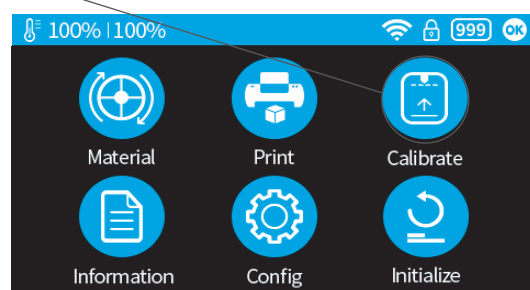 100% | 100% 999 OK
Material Print Calibrate
Information Config Initialize